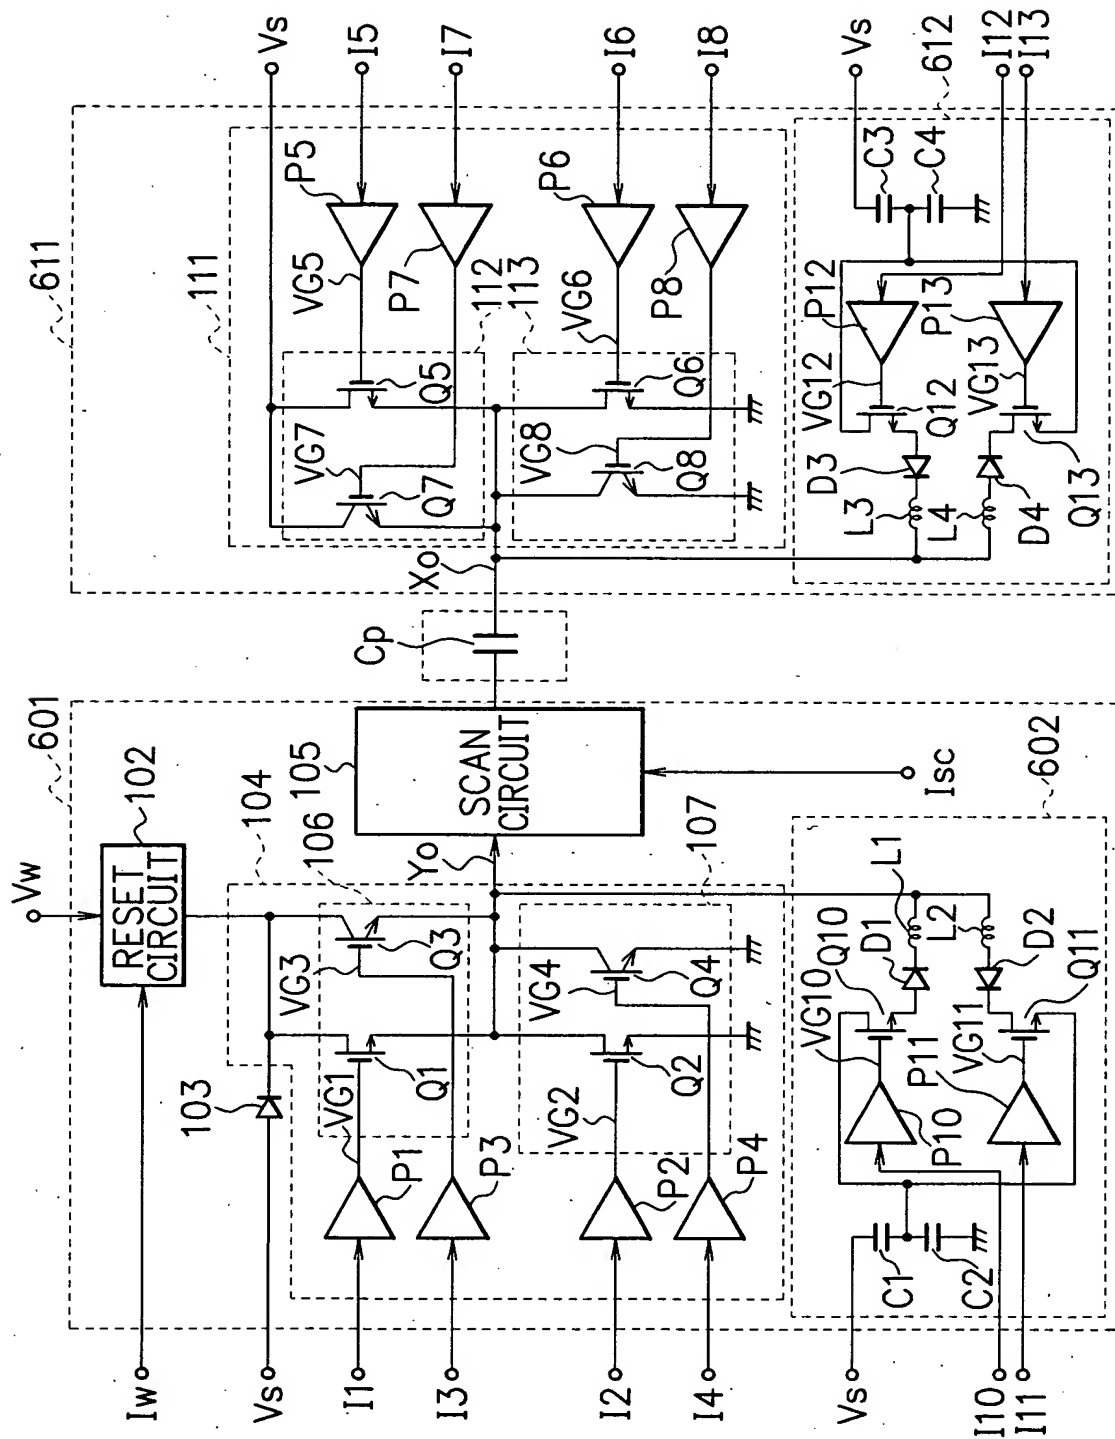 Vs
I5
I7
I6
I8
Vs
I12
I13
611
111
P5
VG5
P7
112
113
P6
VG6
P8
612
C3
C4
P12
P13
VG12
VG13
Q12
Q13
D3
D4
L3
L4
Q5
VG7
Q7
Q6
VG8
Q8
Xo
Cp
601
Vw
102
RESET
CIRCUIT
104
105
106
SCAN
CIRCUIT
Isc
602
107
Yo
103
VG3
Q3
VG1
Q1
VG4
Q4
VG2
Q2
P1
P3
P2
P4
L1
Q10
D1
L2
D2
Q11
VG10
VG11
P11
P10
C1
C2
Iw
Vs
I1
I3
I2
I4
Vs
I10
I11